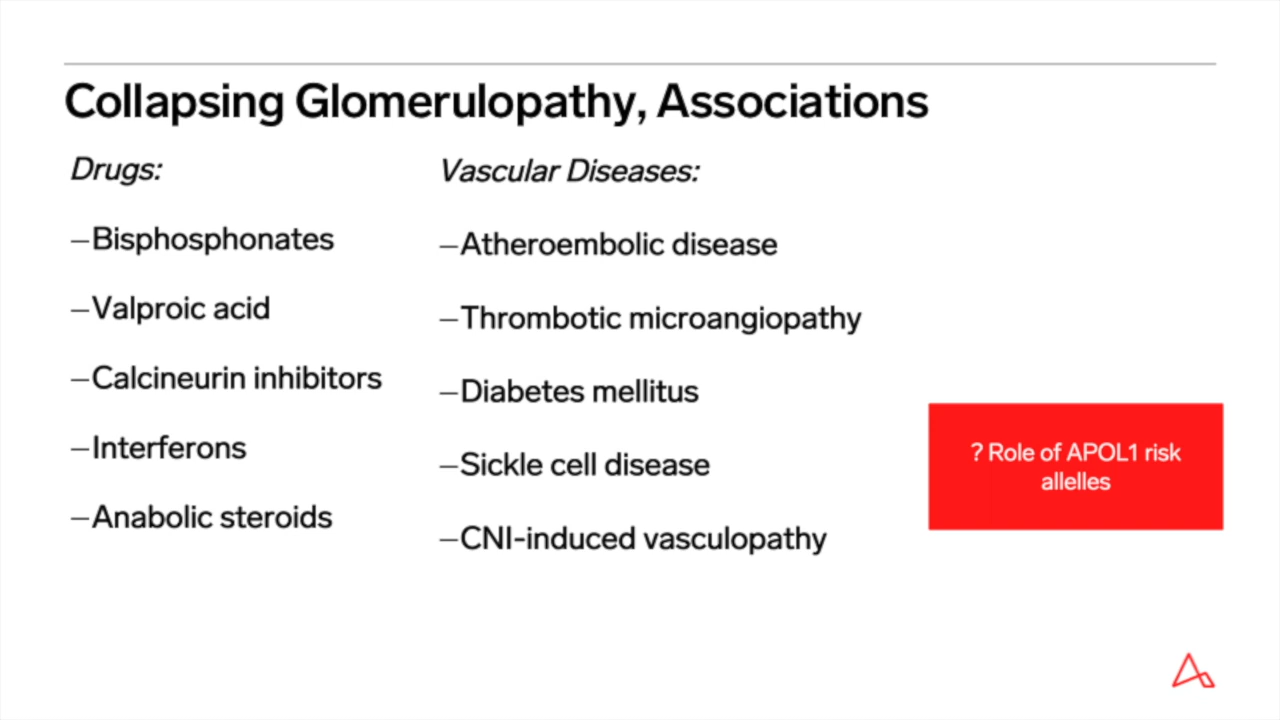 Collapsing Glomerulopathy, Associations
Drugs:
–Bisphosphonates
–Valproic acid
–Calcineurin inhibitors
–Interferons
–Anabolic steroids
Vascular Diseases:
–Atheroembolic disease
–Thrombotic microangiopathy
–Diabetes mellitus
–Sickle cell disease
–CNI-induced vasculopathy
? Role of APOL1 risk
allelles